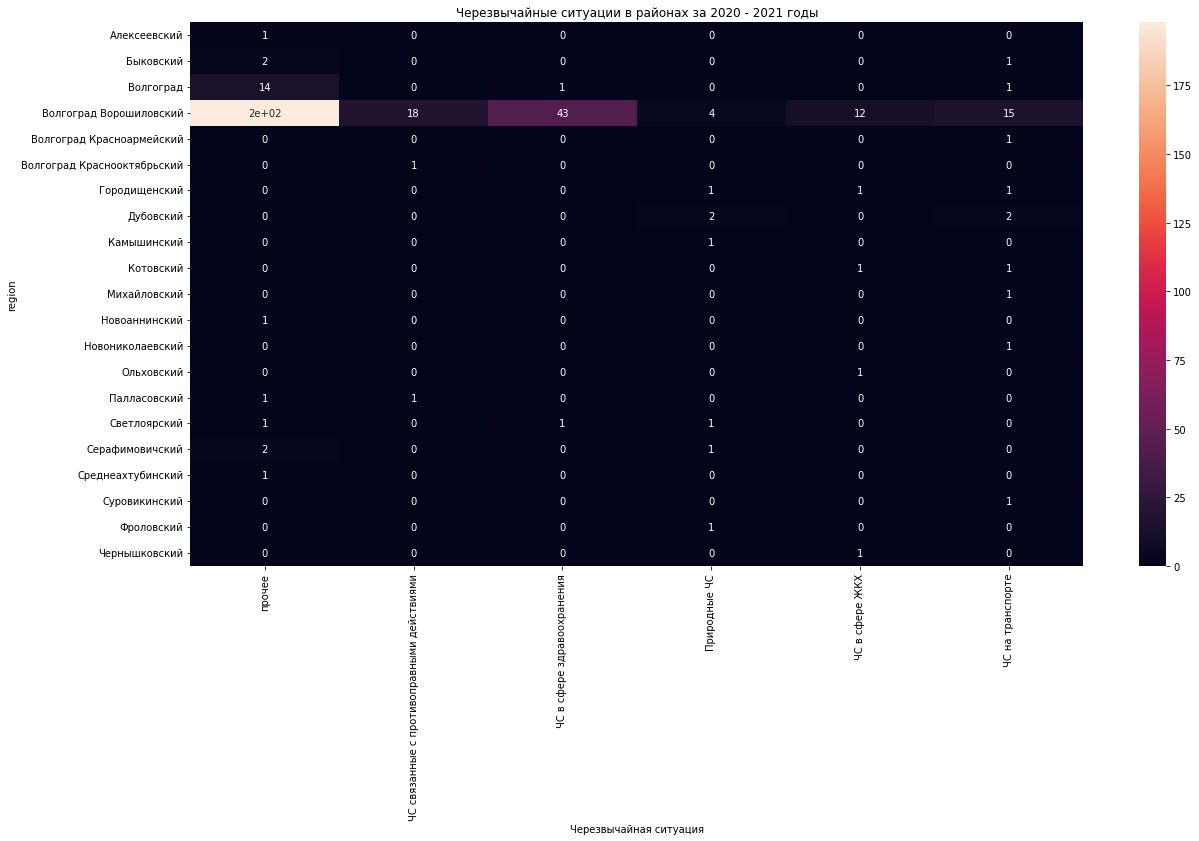 Черезвычайные ситуации в районах за 2020 - 2021 годы
region
Алексеевский 1 0 0 0 0 0
Быковский 2 0 0 0 0 1
Волгоград 14 0 1 0 0 1
Волгоград Ворошиловский 2e+02 18 43 4 12 15
Волгоград Красноармейский 0 0 0 0 0 1
Волгоград Краснооктябрьский 0 1 0 0 0 0
Городищенский 0 0 0 1 1 1
Дубовский 0 0 0 2 0 2
Камышинский 0 0 0 1 0 0
Котовский 0 0 0 0 1 1
Михайловский 0 0 0 0 0 1
Новоаннинский 1 0 0 0 0 0
Новониколаевский 0 0 0 0 0 1
Ольховский 0 0 0 0 1 0
Палласовский 1 1 0 0 0 0
Светлоярский 1 0 1 1 0 0
Серафимовичский 2 0 0 1 0 0
Среднеахтубинский 1 0 0 0 0 0
Суровикинский 0 0 0 0 0 1
Фроловский 0 0 0 1 0 0
Чернышковский 0 0 0 0 1 0
прочее
ЧС связанные с противоправными действиями
ЧС в сфере здравоохранения
Природные ЧС
ЧС в сфере ЖКХ
ЧС на транспорте
Черезвычайная ситуация
175
150
125
100
75
50
25
0